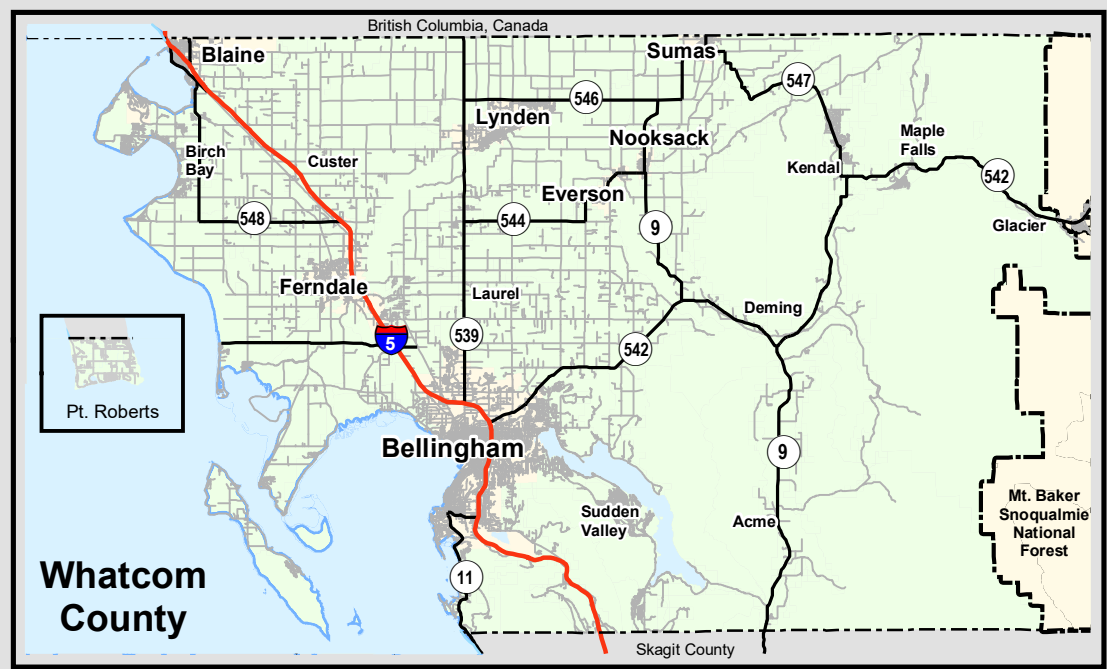 British Columbia, Canada
Blaine
Sumas
547
546
Lynden
Nooksack
Maple
Falls
Birch
Bay
Custer
Kendal
542
Everson
548
544
9
Glacier
Ferndale
Laurel
Deming
5
539
542
Pt. Roberts
Bellingham
9
Sudden
Valley
Acme
Mt. Baker
Snoqualmie
National
Forest
11
Whatcom
County
Skagit County